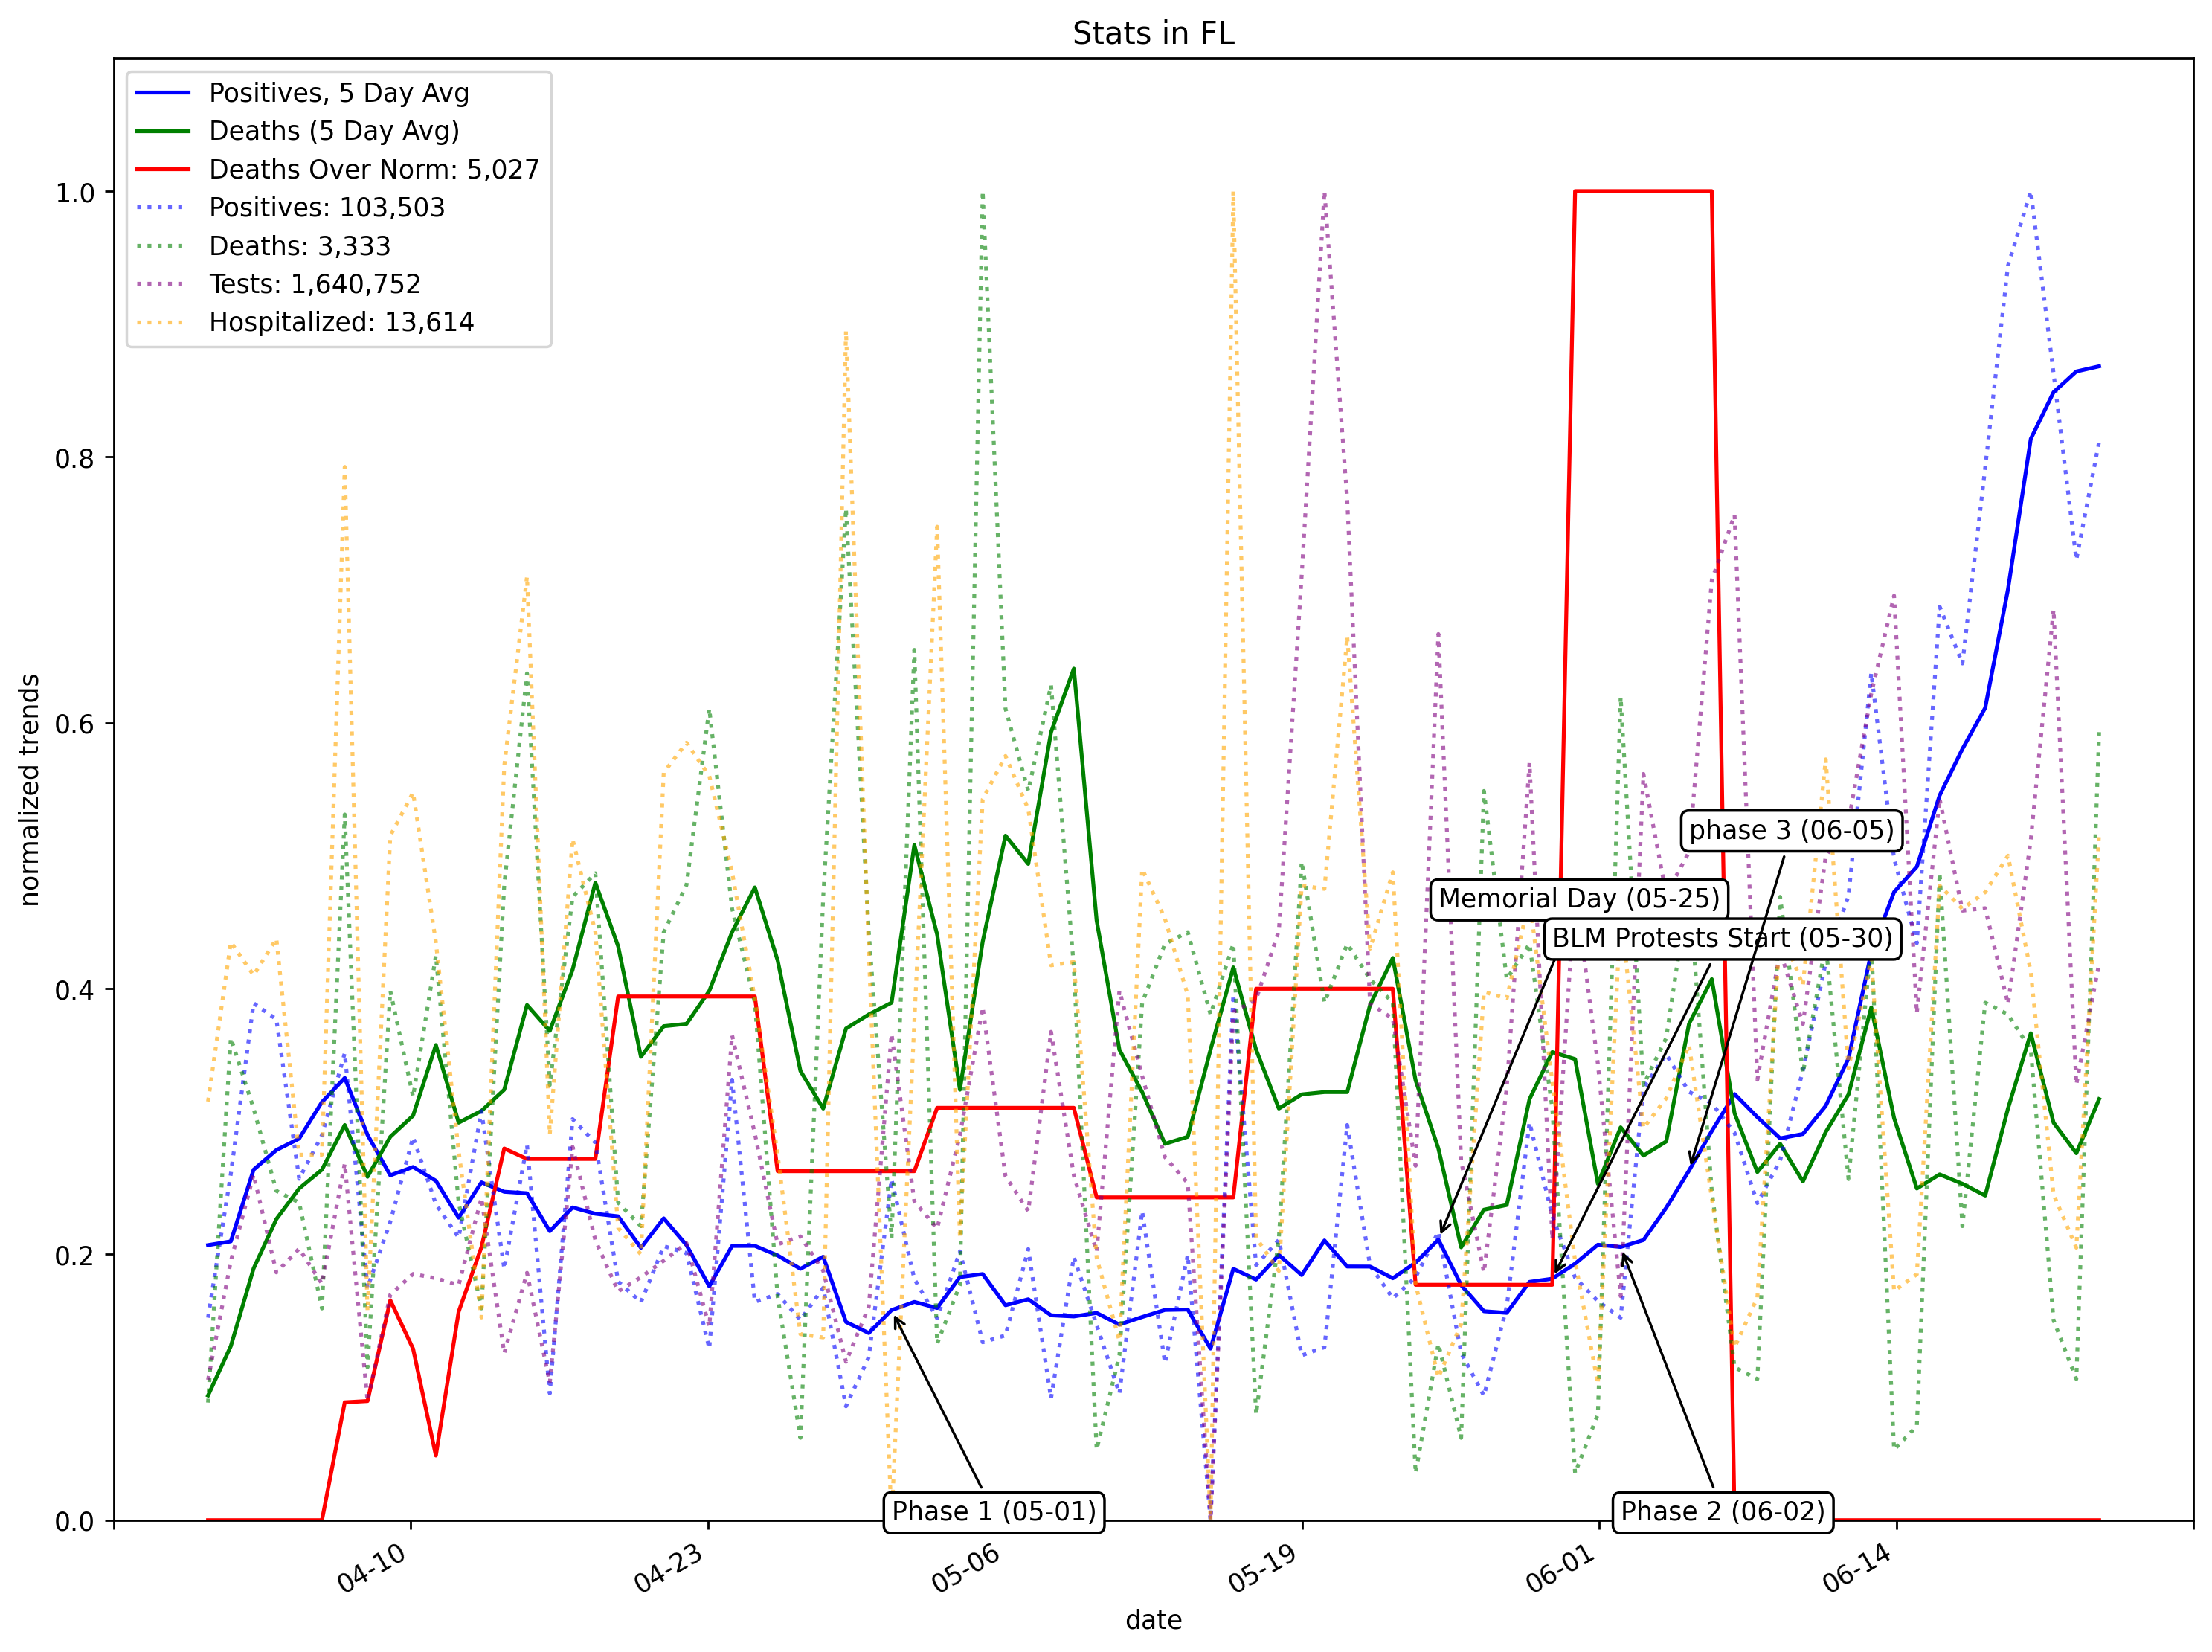 Stats in FL
Positives, 5 Day Avg
Deaths (5 Day Avg)
Deaths Over Norm: 5,027
Positives: 103,503
Deaths: 3,333
Tests: 1,640,752
Hospitalized: 13,614
1.0
0.8
0.6
0.4
0.2
0.0
normalized trends
phase 3 (06-05)
Memorial Day (05-25)
BLM Protests Start (05-30)
Phase 1 (05-01)
Phase 2 (06-02)
04-10
04-23
05-06
05-19
06-01
06-14
date